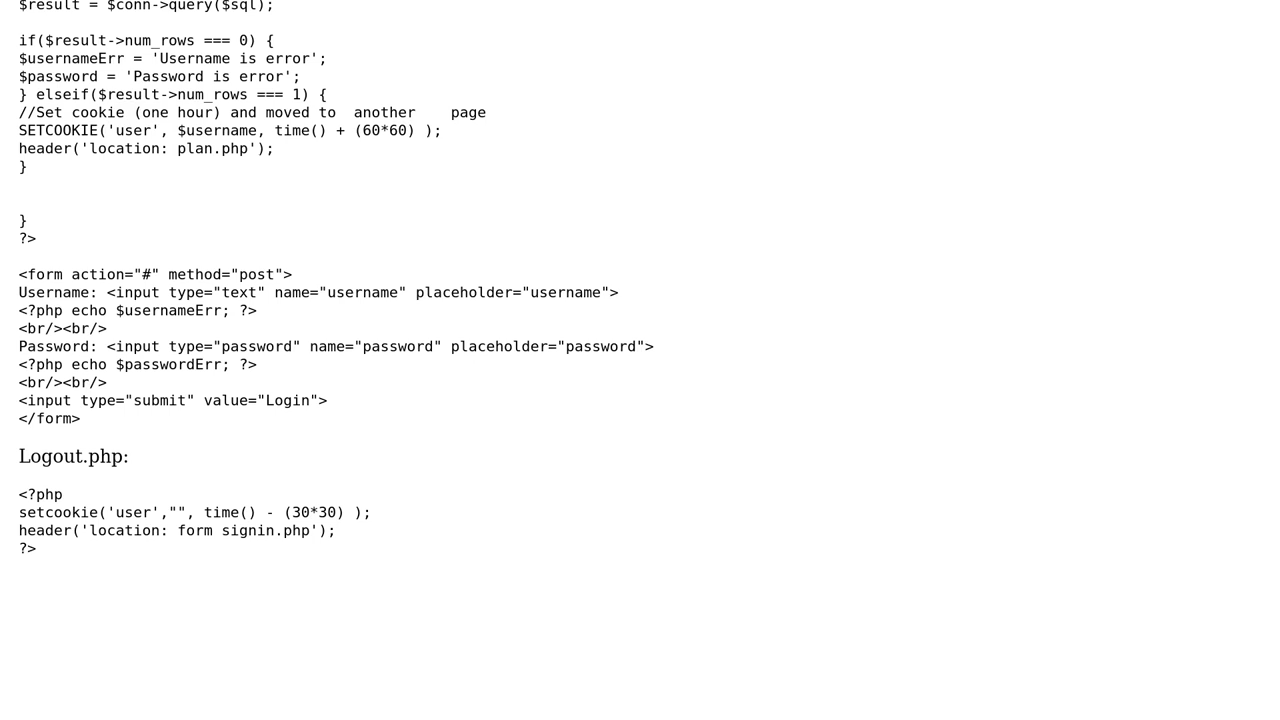 $result = $conn->query($sql);
if($result->num_rows === 0) {
$usernameErr = 'Username is error';
$password = 'Password is error';
} elseif($result->num_rows === 1) {
//Set cookie (one hour) and moved to  another    page
SETCOOKIE('user', $username, time() + (60*60) );
header('location: plan.php');
}
}
?>
<form action="#" method="post">
Username: <input type="text" name="username" placeholder="username">
<?php echo $usernameErr; ?>
<br/><br/>
Password: <input type="password" name="password" placeholder="password">
<?php echo $passwordErr; ?>
<br/><br/>
<input type="submit" value="Login">
</form>
Logout.php:
<?php
setcookie('user',"", time() - (30*30) );
header('location: form signin.php');
?>